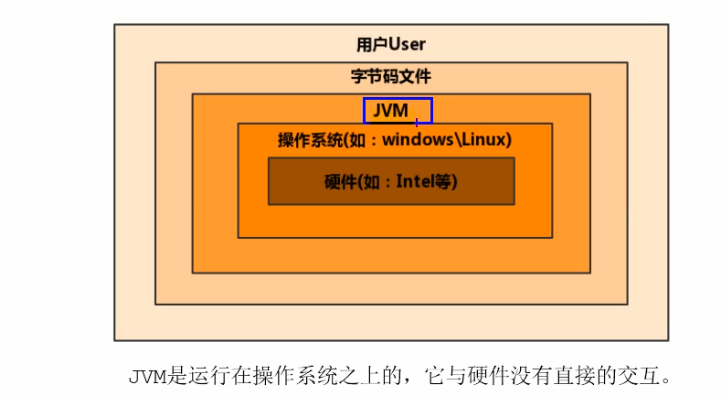 用户User
字节码文件
JVM
操作系统(如：windows\Linux)
硬件(如：Intel等)
JVM是运行在操作系统之上的，它与硬件没有直接的交互。